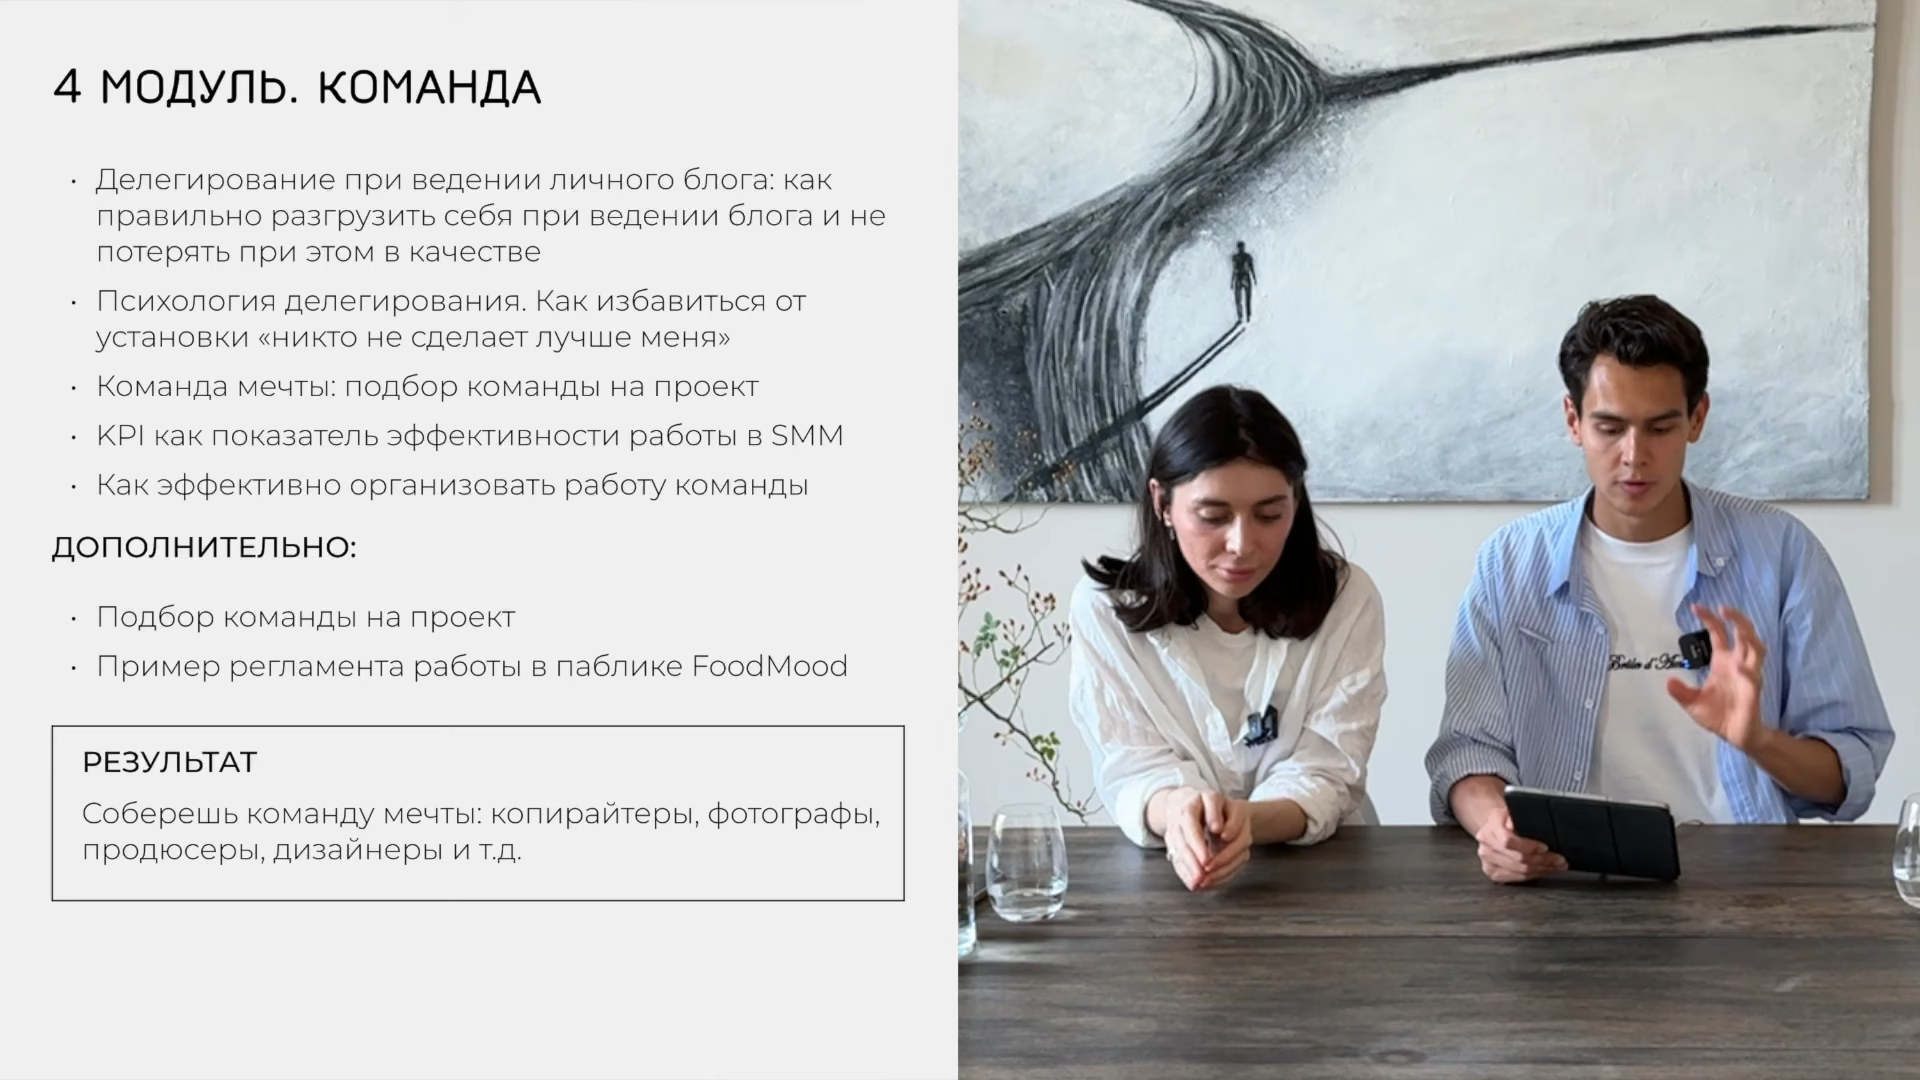 4 МОДУЛЬ. КОМАНДА
• Делегирование при ведении личного блога: как
правильно разгрузить себя при ведении блога и не
потерять при этом в качестве
• Психология делегирования. Как избавиться от
установки «никто не сделает лучше меня»
• Команда мечты: подбор команды на проект
• KPI как показатель эффективности работы в SMM
• Как эффективно организовать работу команды
ДОПОЛНИТЕЛЬНО:
• Подбор команды на проект
• Пример регламента работы в паблике FoodMood
РЕЗУЛЬТАТ
Соберешь команду мечты: копирайтеры, фотографы,
продюсеры, дизайнеры и т.д.